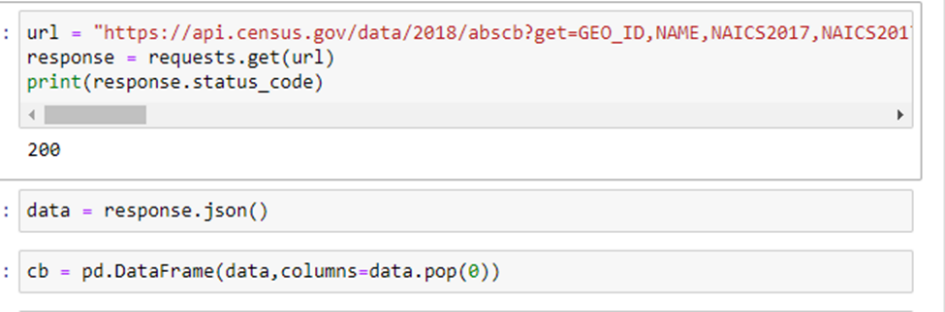 : url = "https://api.census.gov/data/2018/abscb?get=GEO_ID,NAME,NAICS2017,NAICS201
response = requests.get(url)
print(response.status_code)
200
: data = response.json()
: cb = pd.DataFrame(data,columns=data.pop(0))